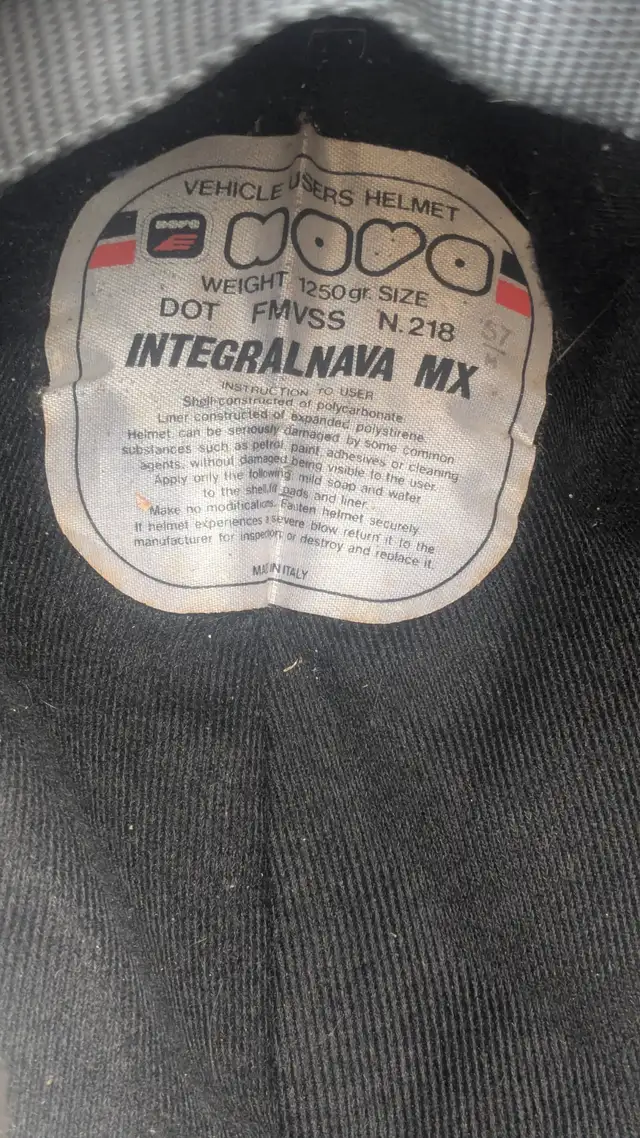 VEHICLE USERS HELMET
NAVA
NAVA
WEIGHT 1250 gr. SIZE
57
DOT FMVSS N.218
M
INTEGRALNAVA MX
INSTRUCTION TO USER
Shell constructed of polycarbonate
Liner constructed of expanded polystirene
Helmet can be seriously damaged by some common
substances such as petrol, paint, adhesives or cleaning
agents, without damaged being visible to the user.
Apply only the following mild soap and water
to the shell, fit pads and liner
Make no modifications. Fasten helmet securely.
If helmet experiences a severe blow return it to the
manufacturer for inspection; or destroy and replace it.
MADE IN ITALY